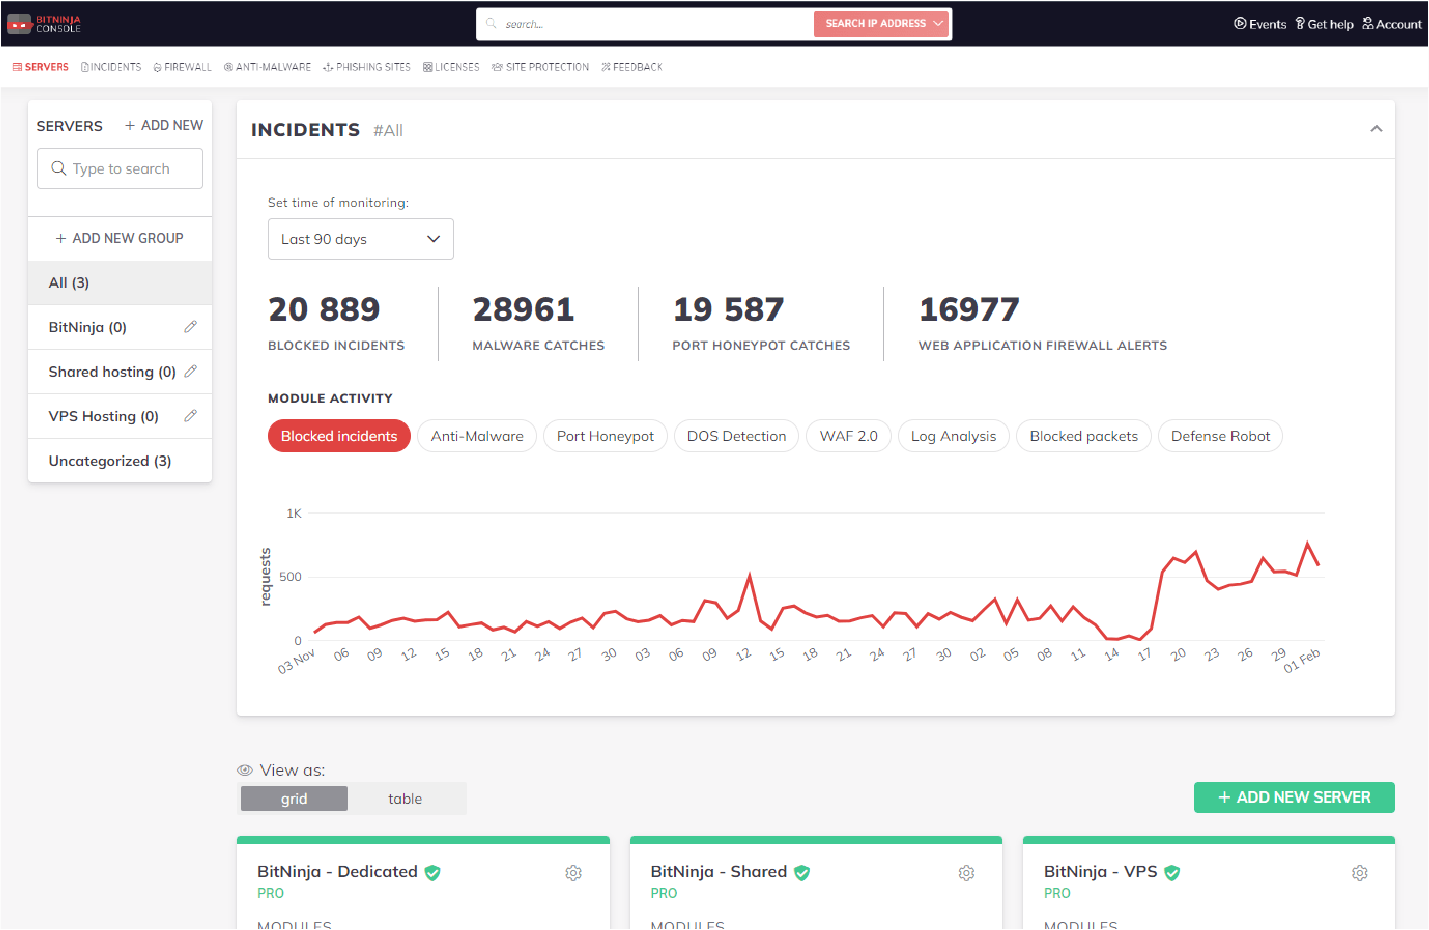 BITNINJA
CONSOLE
search...
SEARCH IP ADDRESS
Events
Get help
Account
SERVERS
INCIDENTS
FIREWALL
ANTI-MALWARE
PHISHING SITES
LICENSES
SITE PROTECTION
FEEDBACK
SERVERS
+ ADD NEW
Type to search
+ ADD NEW GROUP
All (3)
BitNinja (0)
Shared hosting (0)
VPS Hosting (0)
Uncategorized (3)
INCIDENTS #All
Set time of monitoring:
Last 90 days
20 889
BLOCKED INCIDENTS
28961
MALWARE CATCHES
19 587
PORT HONEYPOT CATCHES
16977
WEB APPLICATION FIREWALL ALERTS
MODULE ACTIVITY
Blocked incidents
Anti-Malware
Port Honeypot
DOS Detection
WAF 2.0
Log Analysis
Blocked packets
Defense Robot
1K
500
0
requests
03 Nov
06
09
12
15
18
21
24
27
30
03
06
09
12
15
18
21
24
27
30
02
05
08
11
14
17
20
23
26
29
01 Feb
View as:
grid
table
+ ADD NEW SERVER
BitNinja - Dedicated
PRO
MODULES
BitNinja - Shared
PRO
MODULES
BitNinja - VPS
PRO
MODULES